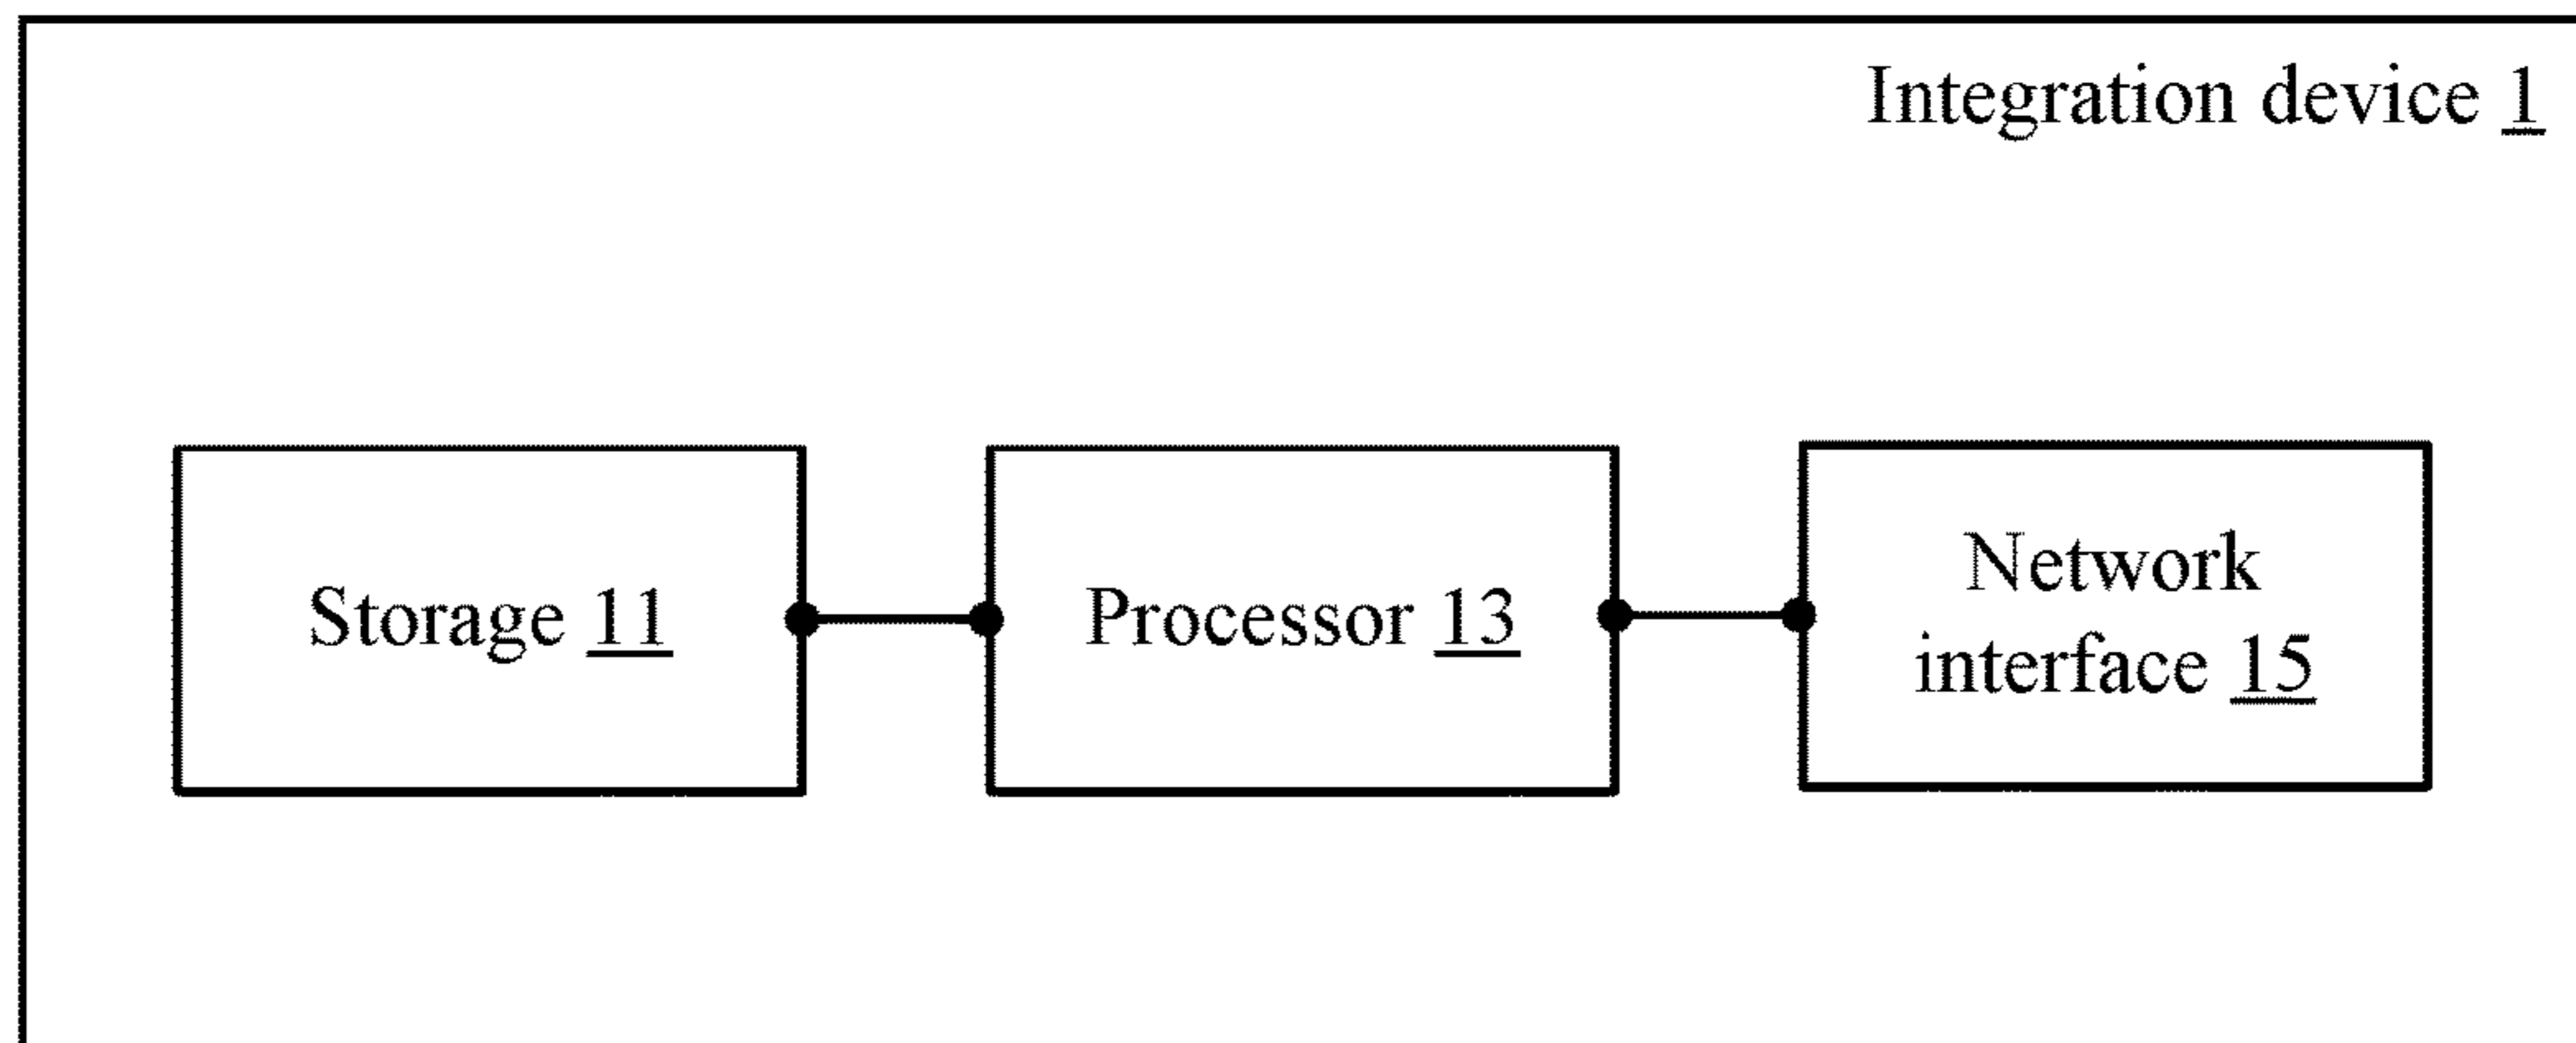 Integration device 1
Storage 11
Processor 13
Network
interface 15